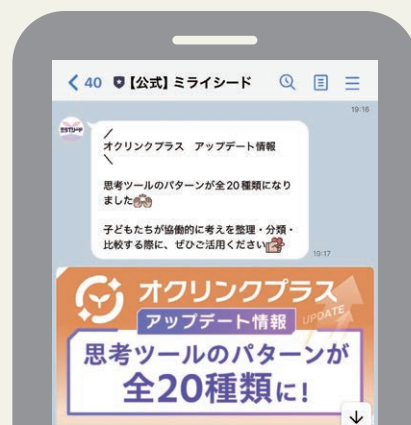 40 【公式】ミライシード
19:16
ミライシード
オクリンクプラス アップデート情報
思考ツールのパターンが全20種類になり
ました
子どもたちが協働的に考えを整理・分類・
比較する際に、ぜひご活用ください
19:17
オクリンクプラス
アップデート情報
UPDATE
思考ツールのパターンが
全20種類に!